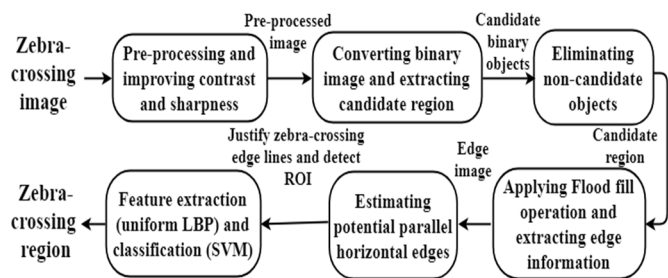 Zebra-
crossing
image
Pre-processing and
improving contrast
and sharpness
Pre-processed
image
Converting binary
image and extracting
candidate region
Candidate
binary
objects
Eliminating
non-candidate
objects
Candidate
region
Applying Flood fill
operation and
extracting edge
information
Edge
image
Estimating
potential parallel
horizontal edges
Justify zebra-crossing
edge lines and detect
ROI
Feature extraction
(uniform LBP) and
classification (SVM)
Zebra-
crossing
region